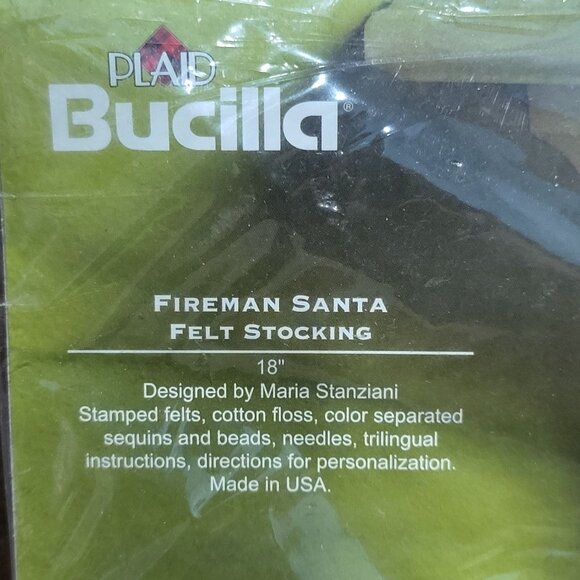 PLAID
Bucilla®
FIREMAN SANTA
FELT STOCKING
18"
Designed by Maria Stanziani
Stamped felts, cotton floss, color separated
sequins and beads, needles, trilingual
instructions, directions for personalization.
Made in USA.